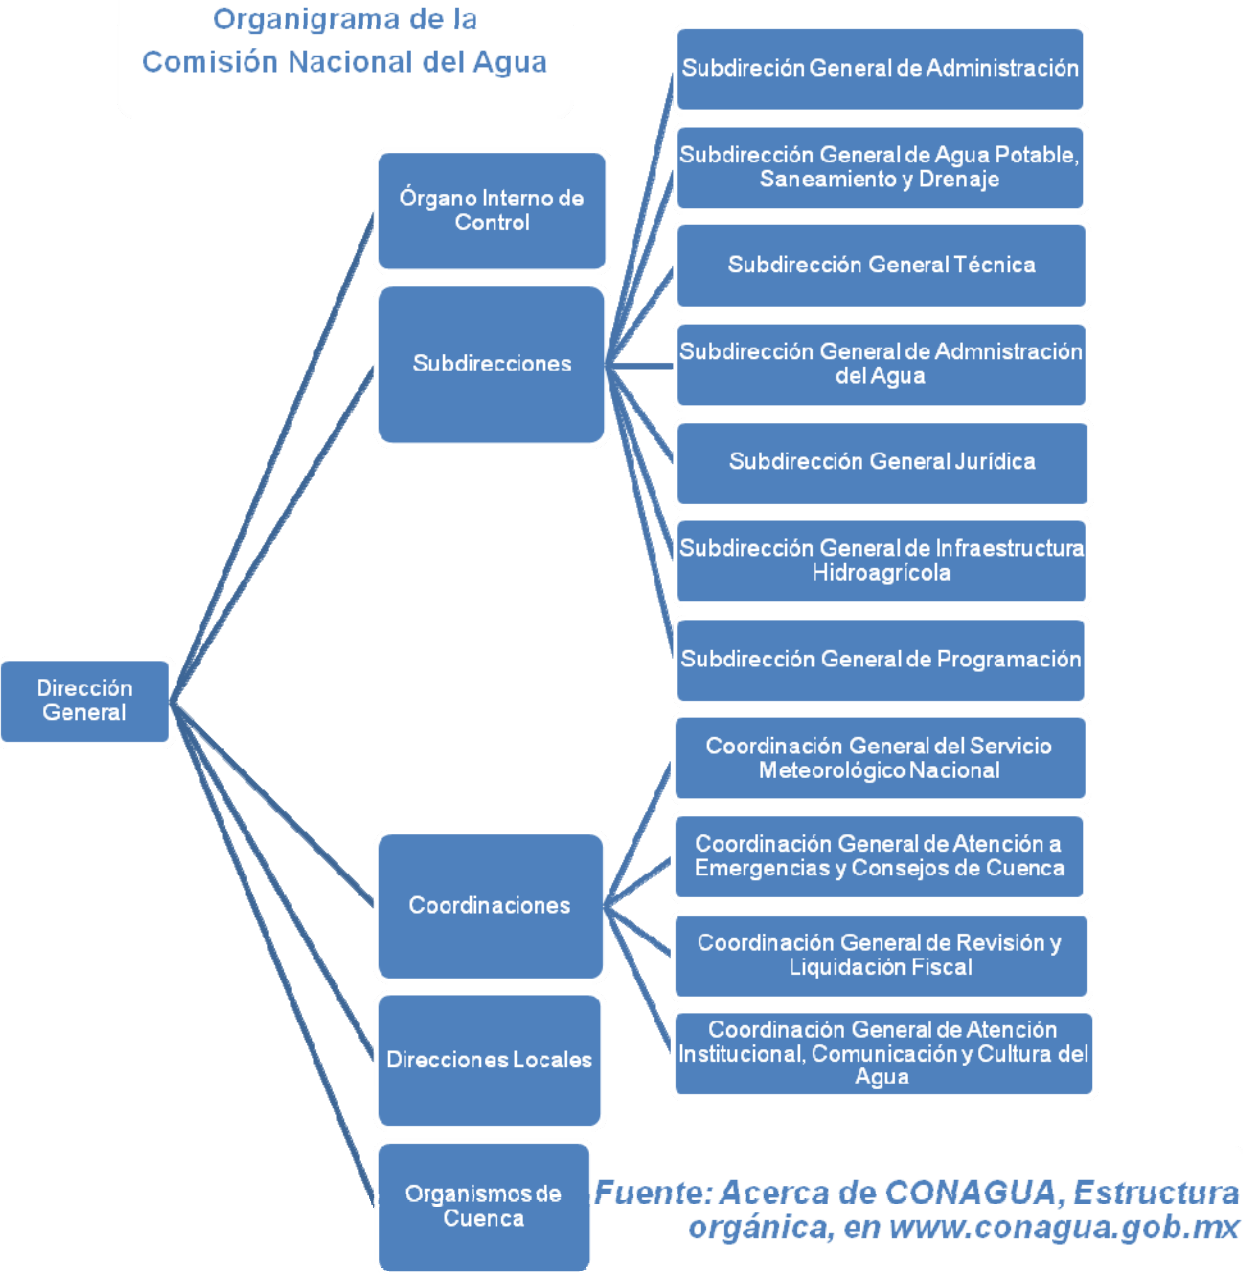 Organigrama de la
Comisión Nacional del Agua
Dirección
General
Órgano Interno de
Control
Subdirecciones
Subdireción General de Administración
Subdirección General de Agua Potable,
Saneamiento y Drenaje
Subdirección General Técnica
Subdirección General de Admnistración
del Agua
Subdirección General Jurídica
Subdirección General de Infraestructura
Hidroagrícola
Subdirección General de Programación
Coordinaciones
Coordinación General del Servicio
Meteorológico Nacional
Coordinación General de Atención a
Emergencias y Consejos de Cuenca
Coordinación General de Revisión y
Liquidación Fiscal
Coordinación General de Atención
Institucional, Comunicación y Cultura del
Agua
Direcciones Locales
Organismos de
Cuenca
Fuente: Acerca de CONAGUA, Estructura
orgánica, en www.conagua.gob.mx